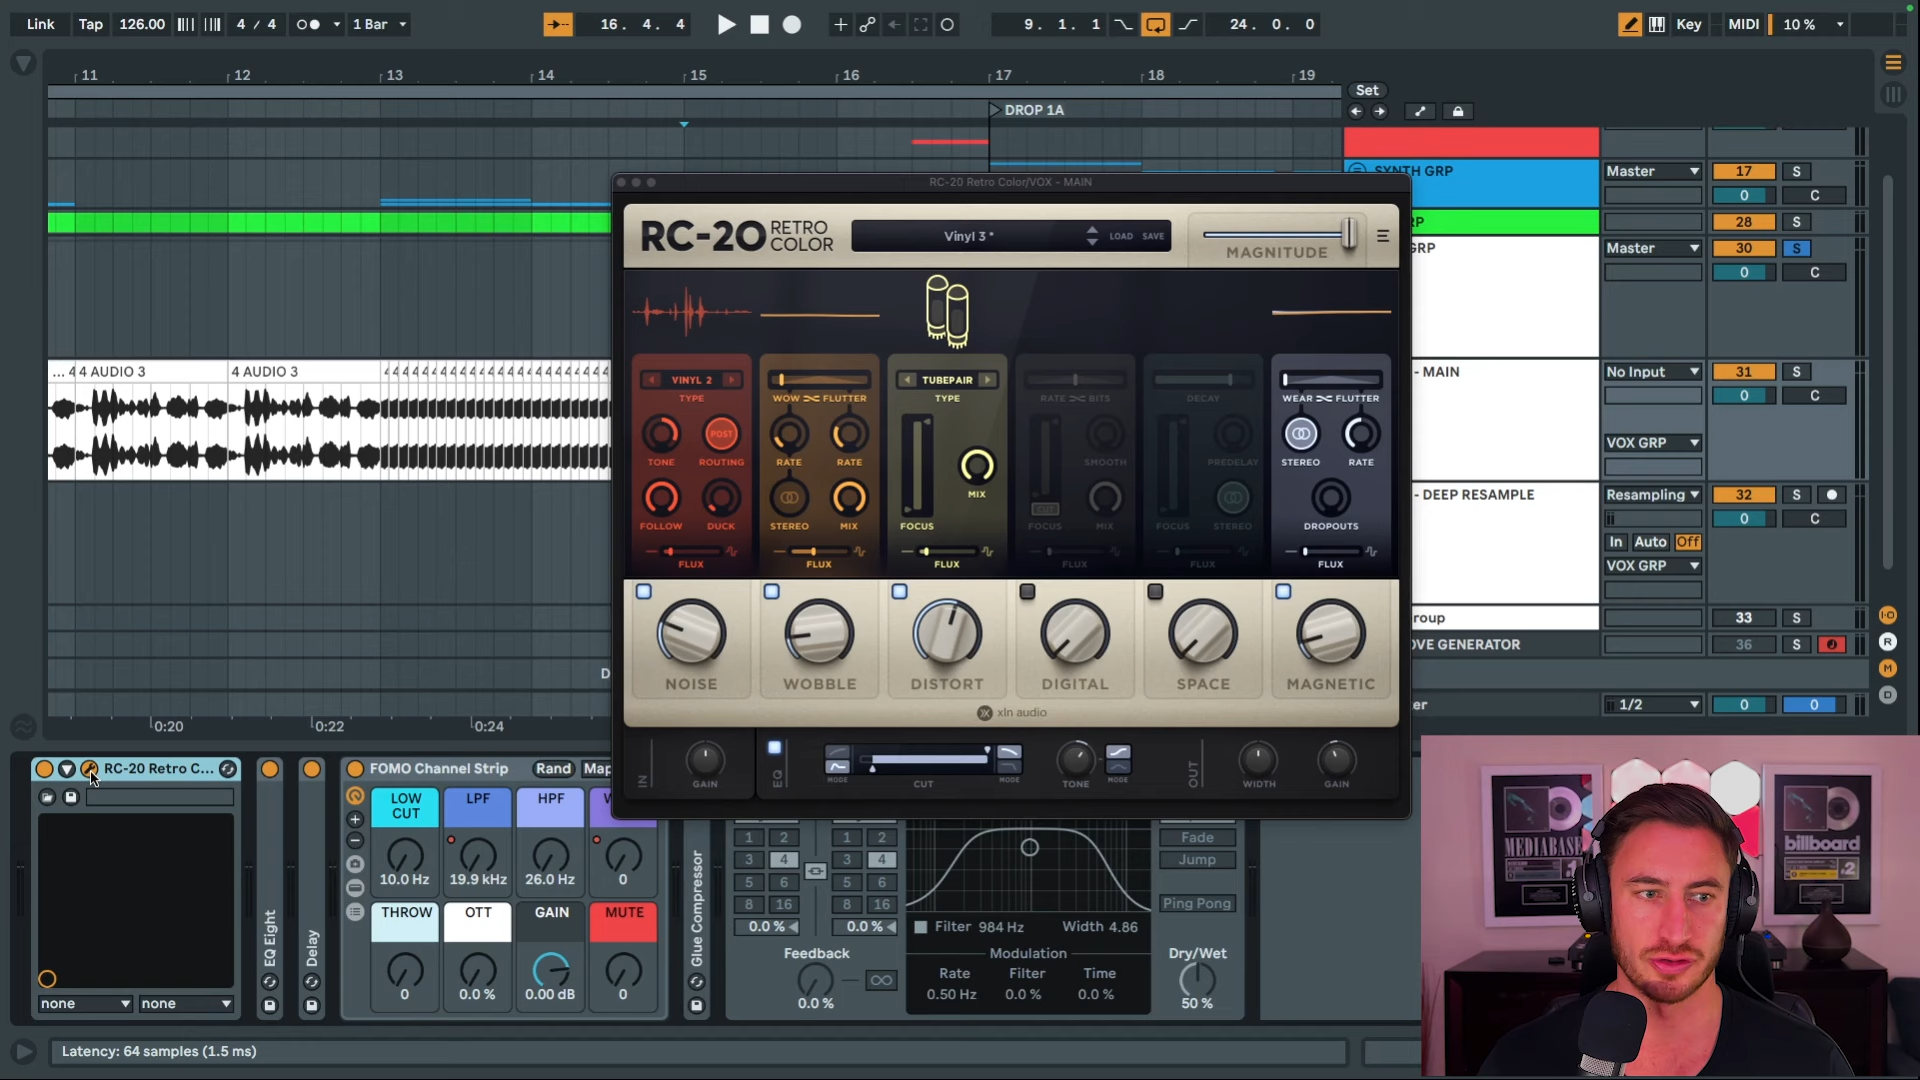 Link Tap 126.00 4 / 4 1 Bar 16. 4. 4 9. 1. 1 24. 0. 0 Key MIDI 10 %
11 12 13 14 15 16 17 18 19
Set
DROP 1A
SYNTH GRP Master 17 S
0 C
28 S
GRP Master 30 S
0 C
RC-20 Retro Color/VOX - MAIN
RC-20 RETRO COLOR
Vinyl 3 *
LOAD SAVE
MAGNITUDE
... 4 4 AUDIO 3 4 AUDIO 3
- MAIN No Input 31 S
0 C
VOX GRP
- DEEP RESAMPLE Resampling 32 S
0 C
In Auto Off
VOX GRP
33 S
OVE GENERATOR 36 S
1/2 0 0
VINYL 2
TYPE
TONE POST ROUTING
FOLLOW DUCK
FLUX
WOW FLUTTER
RATE RATE
STEREO MIX
FLUX
TUBEPAIR
TYPE
MIX
FOCUS
FLUX
RATE BITS
SMOOTH
CUT
FOCUS MIX
FLUX
DECAY
PREDELAY
FOCUS STEREO
FLUX
WEAR FLUTTER
STEREO RATE
DROPOUTS
FLUX
NOISE WOBBLE DISTORT DIGITAL SPACE MAGNETIC
xln audio
IN GAIN EQ MODE CUT MODE TONE MODE OUT WIDTH GAIN
0:20 0:22 0:24
RC-20 Retro C...
none none
EQ Eight
Delay
FOMO Channel Strip Rand Map
LOW CUT LPF HPF
10.0 Hz 19.9 kHz 26.0 Hz 0
THROW OTT GAIN MUTE
0 0.0 % 0.00 dB 0
Glue Compressor
1 2 1 2
3 4 3 4
5 6 5 6
8 16 8 16
0.0 % 0.0 %
Feedback
0.0 %
Filter 984 Hz Width 4.86
Modulation
Rate Filter Time
0.50 Hz 0.0 % 0.0 %
Fade
Jump
Ping Pong
Dry/Wet
50 %
Latency: 64 samples (1.5 ms)
MEDIABASE
billboard